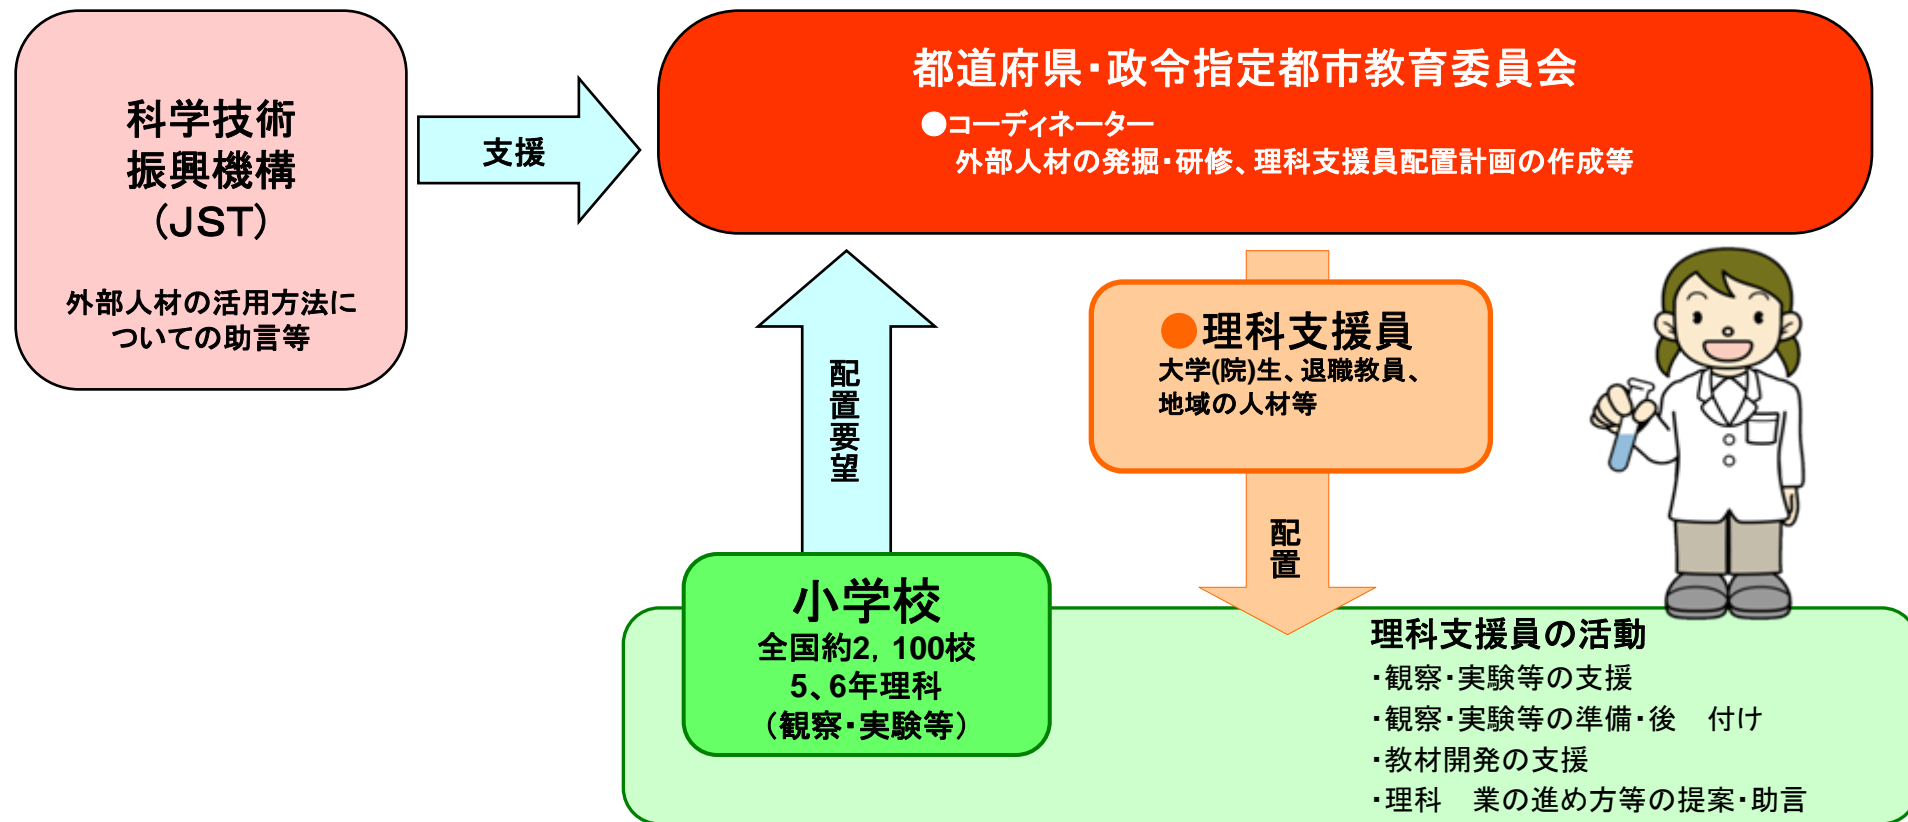 科学技術
振興機構
(JST)
外部人材の活用方法に
ついての助言等
支援
都道府県・政令指定都市教育委員会
●コーディネーター
外部人材の発掘・研修、理科支援員配置計画の作成等
配置要望
●理科支援員
大学(院)生、退職教員、
地域の人材等
配置
小学校
全国約2，100校
5、6年理科
（観察・実験等）
理科支援員の活動
・観察・実験等の支援
・観察・実験等の準備・後　付け
・教材開発の支援
・理科　業の進め方等の提案・助言